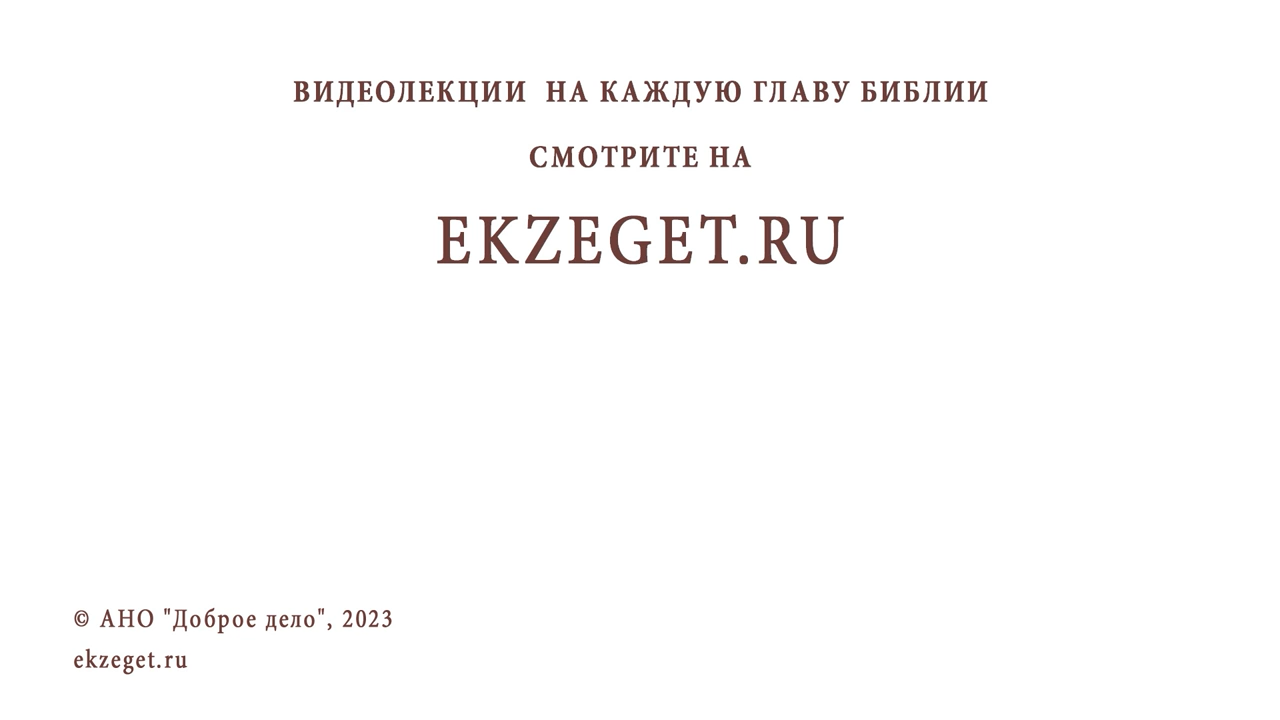 ВИДЕОЛЕКЦИИ НА КАЖДУЮ ГЛАВУ БИБЛИИ
СМОТРИТЕ НА
EKZEGET.RU
© АНО "Доброе дело", 2023
ekzeget.ru